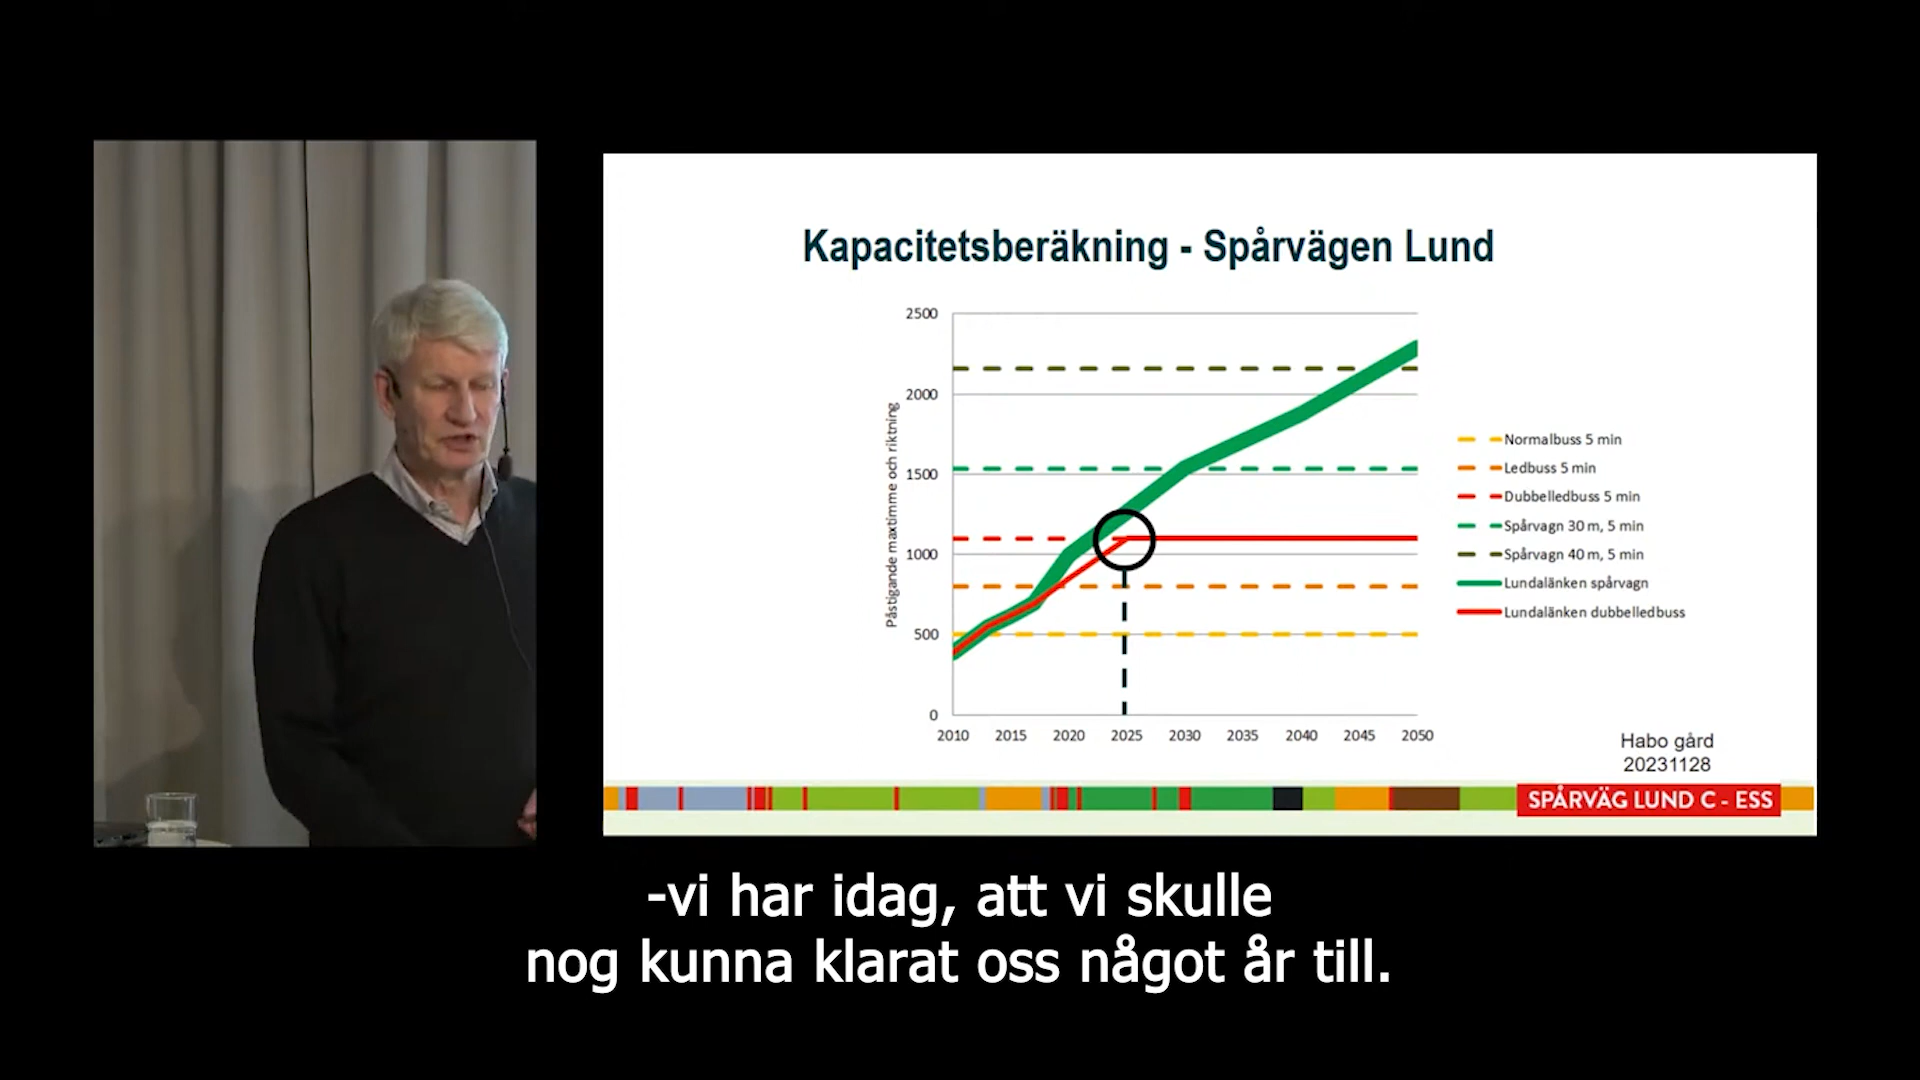 Kapacitetsberäkning - Spårvägen Lund
Påstigande maxtimme och riktning
2500
2000
1500
1000
500
0
2010 2015 2020 2025 2030 2035 2040 2045 2050
Normalbuss 5 min
Ledbuss 5 min
Dubbelledbuss 5 min
Spårvagn 30 m, 5 min
Spårvagn 40 m, 5 min
Lundalänken spårvagn
Lundalänken dubbelledbuss
Habo gård
20231128
SPÅRVÄG LUND C - ESS
-vi har idag, att vi skulle
nog kunna klarat oss något år till.